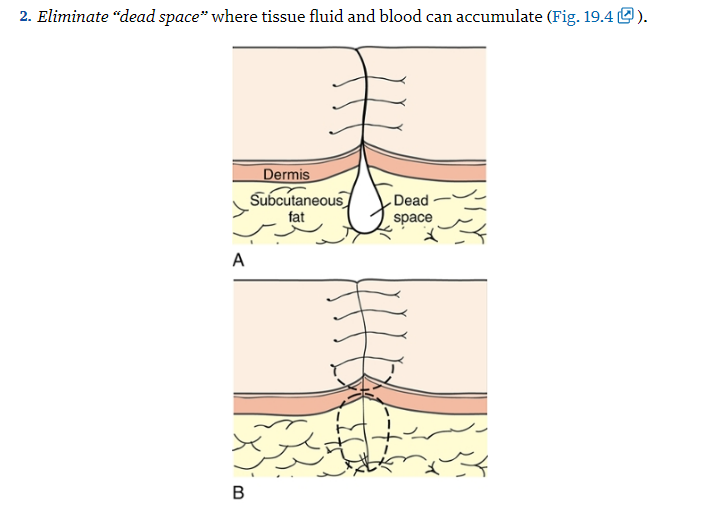 2. Eliminate “dead space” where tissue fluid and blood can accumulate (Fig. 19.4 ).
Dermis
Subcutaneous
fat
Dead
space
A
B